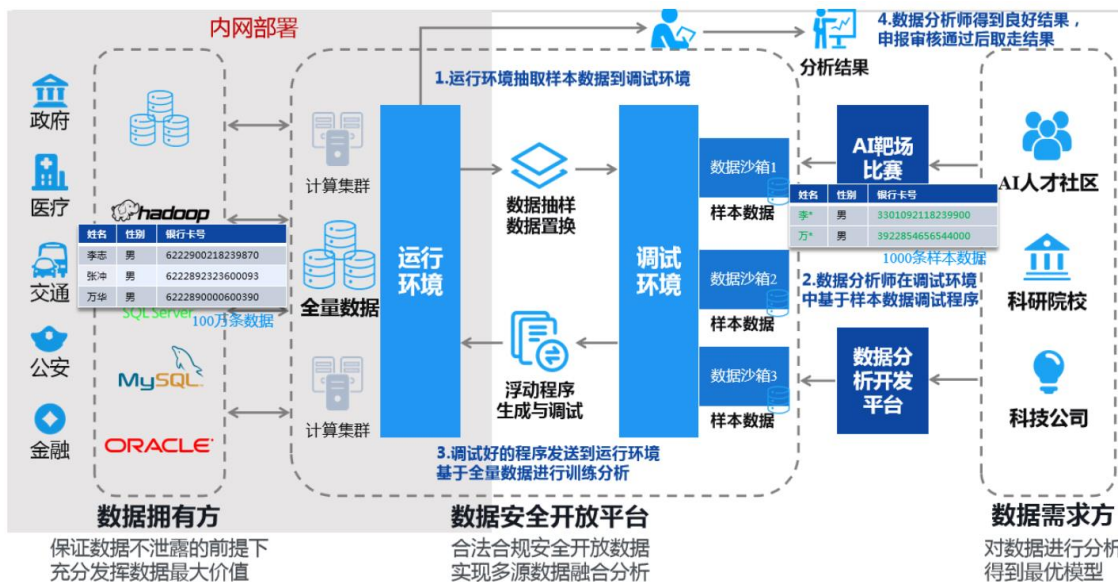 内网部署
4.数据分析师得到良好结果，
申报审核通过后取走结果
分析结果
1.运行环境抽取样本数据到调试环境
政府
医疗
交通
公安
金融
hadoop
姓名 性别 银行卡号
李志 男 6222900218239870
张冲 男 6222892323600093
万华 男 6222890000600390
SQL Server
100万条数据
MySQL
ORACLE
计算集群
全量数据
计算集群
运行
环境
数据抽样
数据置换
浮动程序
生成与调试
调试
环境
数据沙箱1
样本数据
数据沙箱2
样本数据
数据沙箱3
样本数据
AI靶场
比赛
姓名 性别 银行卡号
李* 男 3301092118239900
万* 男 3922854656544000
1000条样本数据
2.数据分析师在调试环境
中基于样本数据调试程序
数据分
析开发
平台
AI人才社区
科研院校
科技公司
3.调试好的程序发送到运行环境
基于全量数据进行训练分析
数据拥有方
保证数据不泄露的前提下
充分发挥数据最大价值
数据安全开放平台
合法合规安全开放数据
实现多源数据融合分析
数据需求方
对数据进行分析
得到最优模型